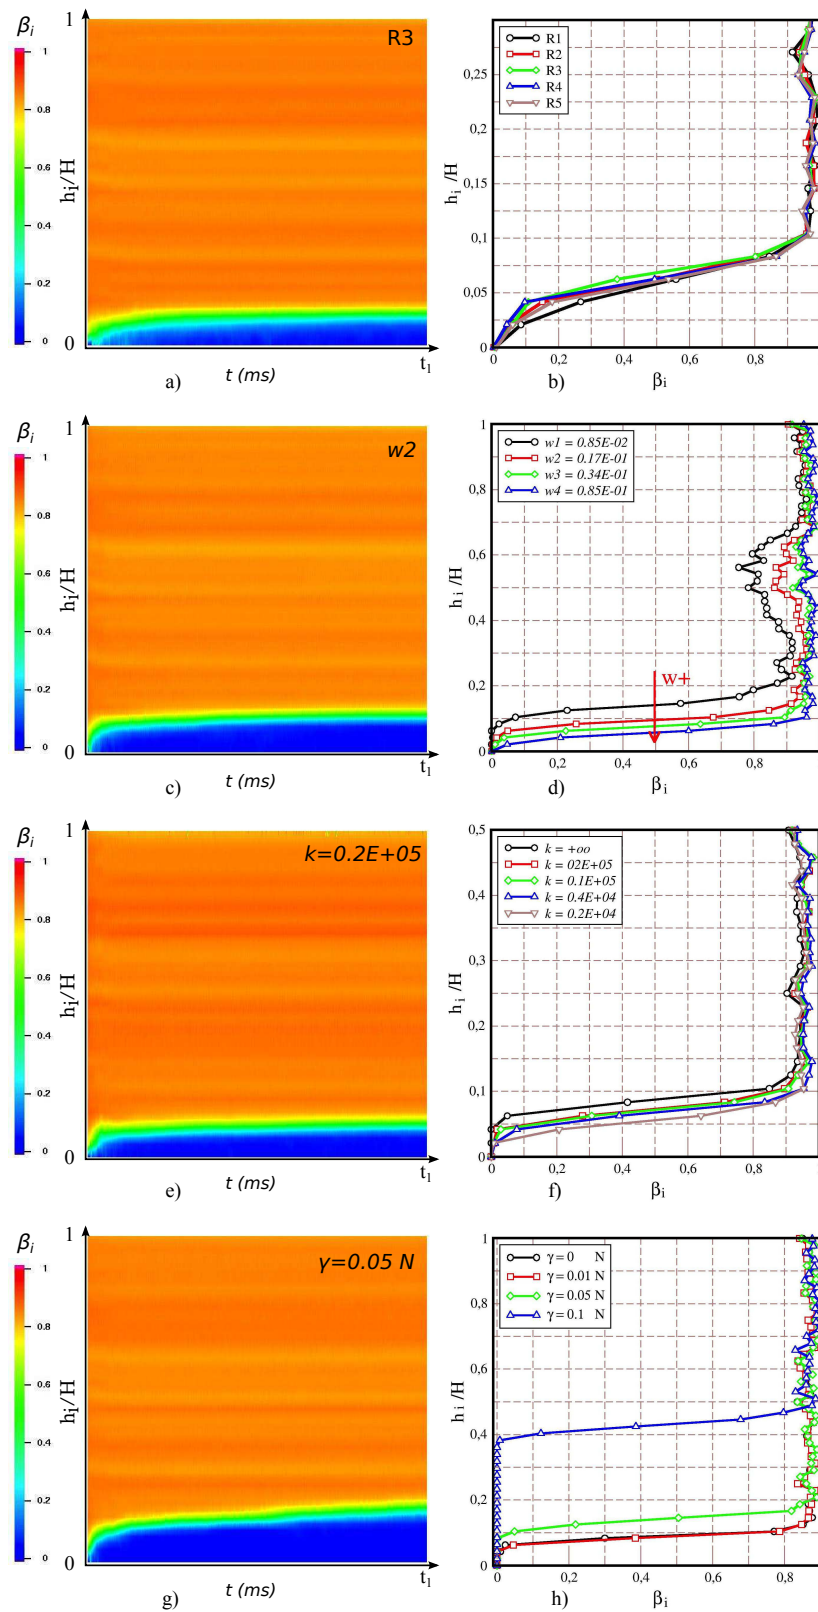 βi
1
0.8
0.6
0.4
0.2
0
1
hi/H
0
R3
t (ms)
t1
a)
hi/H
0,25
0,2
0,15
0,1
0,05
0
R1
R2
R3
R4
R5
0 0,2 0,4 0,6 0,8
b) βi
βi
1
0.8
0.6
0.4
0.2
0
1
hi/H
0
w2
t (ms)
t1
c)
hi/H
1
0,8
0,6
0,4
0,2
0
w1 = 0.85E-02
w2 = 0.17E-01
w3 = 0.34E-01
w4 = 0.85E-01
w+
0 0,2 0,4 0,6 0,8 1
d) βi
βi
1
0.8
0.6
0.4
0.2
0
1
hi/H
0
k=0.2E+05
t (ms)
t1
e)
hi/H
0,5
0,4
0,3
0,2
0,1
0
k = +oo
k = 02E+05
k = 0.1E+05
k = 0.4E+04
k = 0.2E+04
0 0,2 0,4 0,6 0,8 1
f) βi
βi
1
0.8
0.6
0.4
0.2
0
1
hi/H
0
γ=0.05 N
t (ms)
t1
g)
hi/H
1
0,8
0,6
0,4
0,2
0
γ = 0 N
γ = 0.01 N
γ = 0.05 N
γ = 0.1 N
0 0,2 0,4 0,6 0,8
h) βi